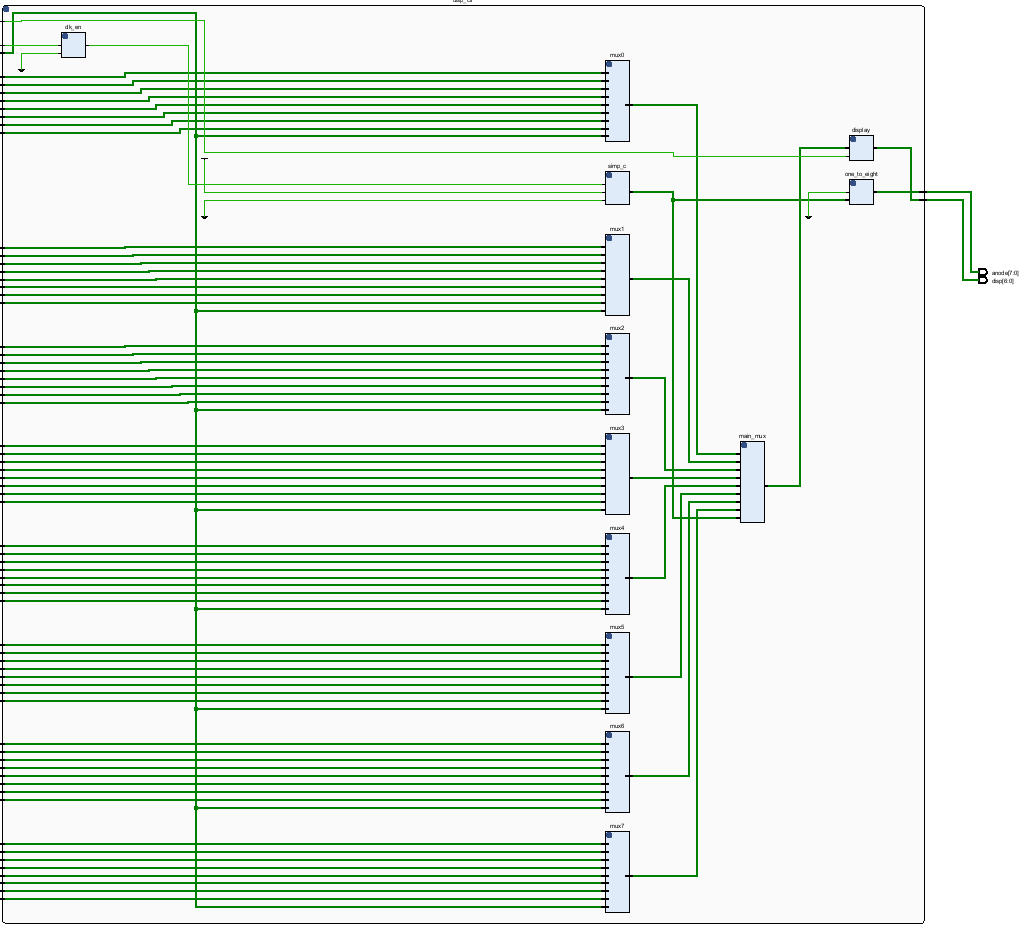 clk_en
mux0
display
simp_c
one_to_eight
mux1
anode[7:0]
disp[6:0]
mux2
mux3
main_mux
mux4
mux5
mux6
mux7